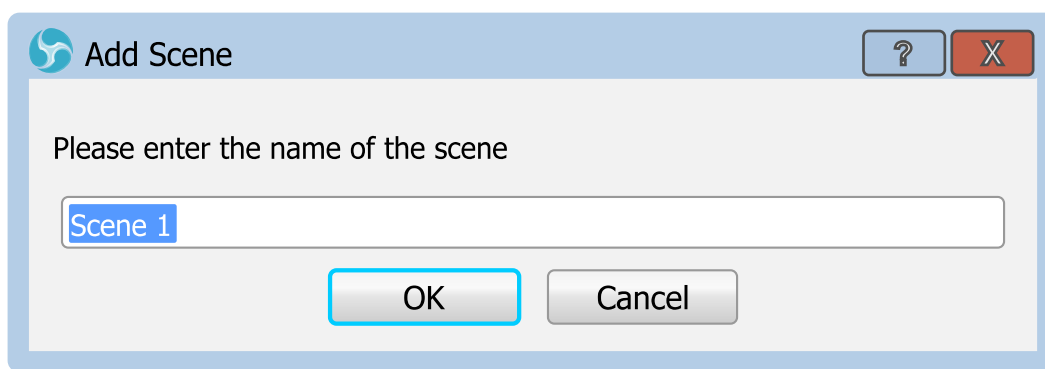 Add Scene
? X
Please enter the name of the scene
Scene 1
OK Cancel